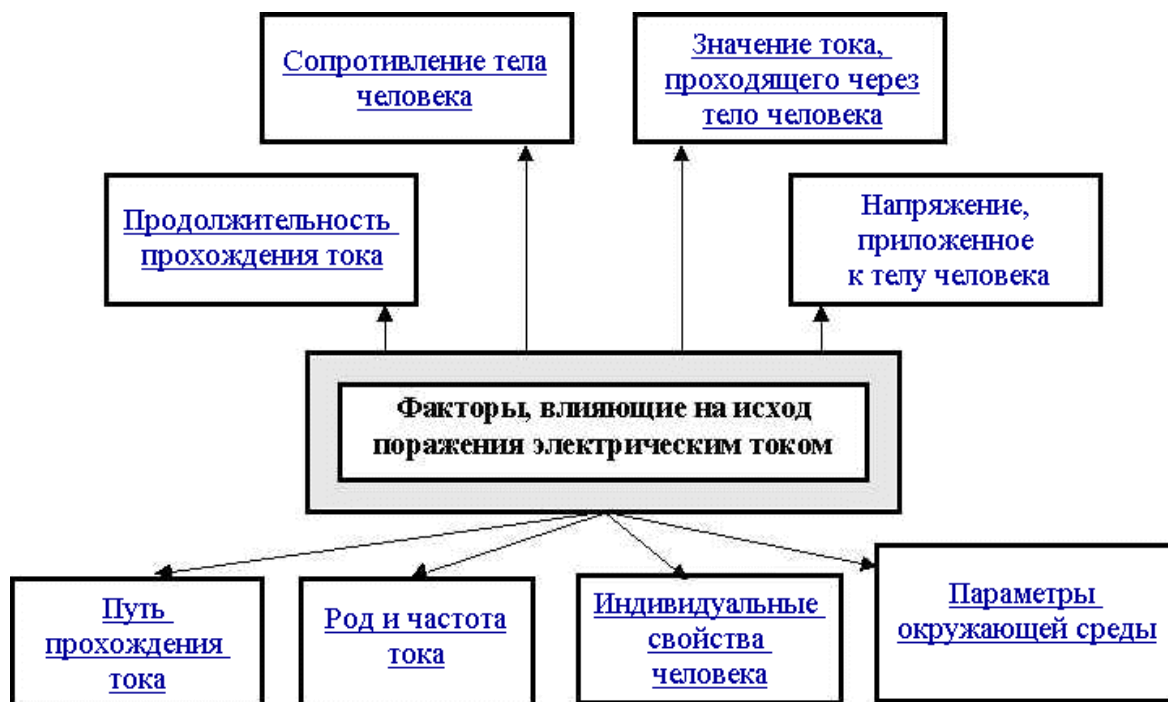 Сопротивление тела
человека
Значение тока,
проходящего через
тело человека
Продолжительность
прохождения тока
Напряжение,
приложенное
к телу человека
Факторы, влияющие на исход
поражения электрическим током
Путь
прохождения
тока
Род и частота
тока
Индивидуальные
свойства
человека
Параметры
окружающей среды